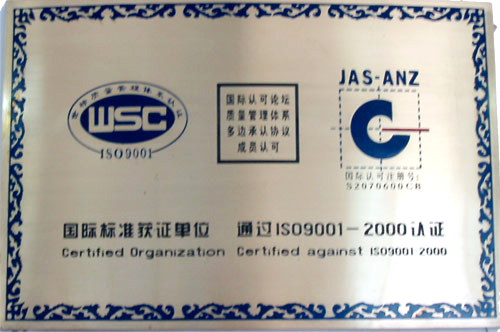 WSC
ISO9001
国际认可论坛
质量管理体系
多边承认协议
成员认可
JAS-ANZ
国际认可注册号:
S2070600CB
国际标准获证单位 通过ISO9001－2000认证
Certified Organization Certified against ISO9001 2000